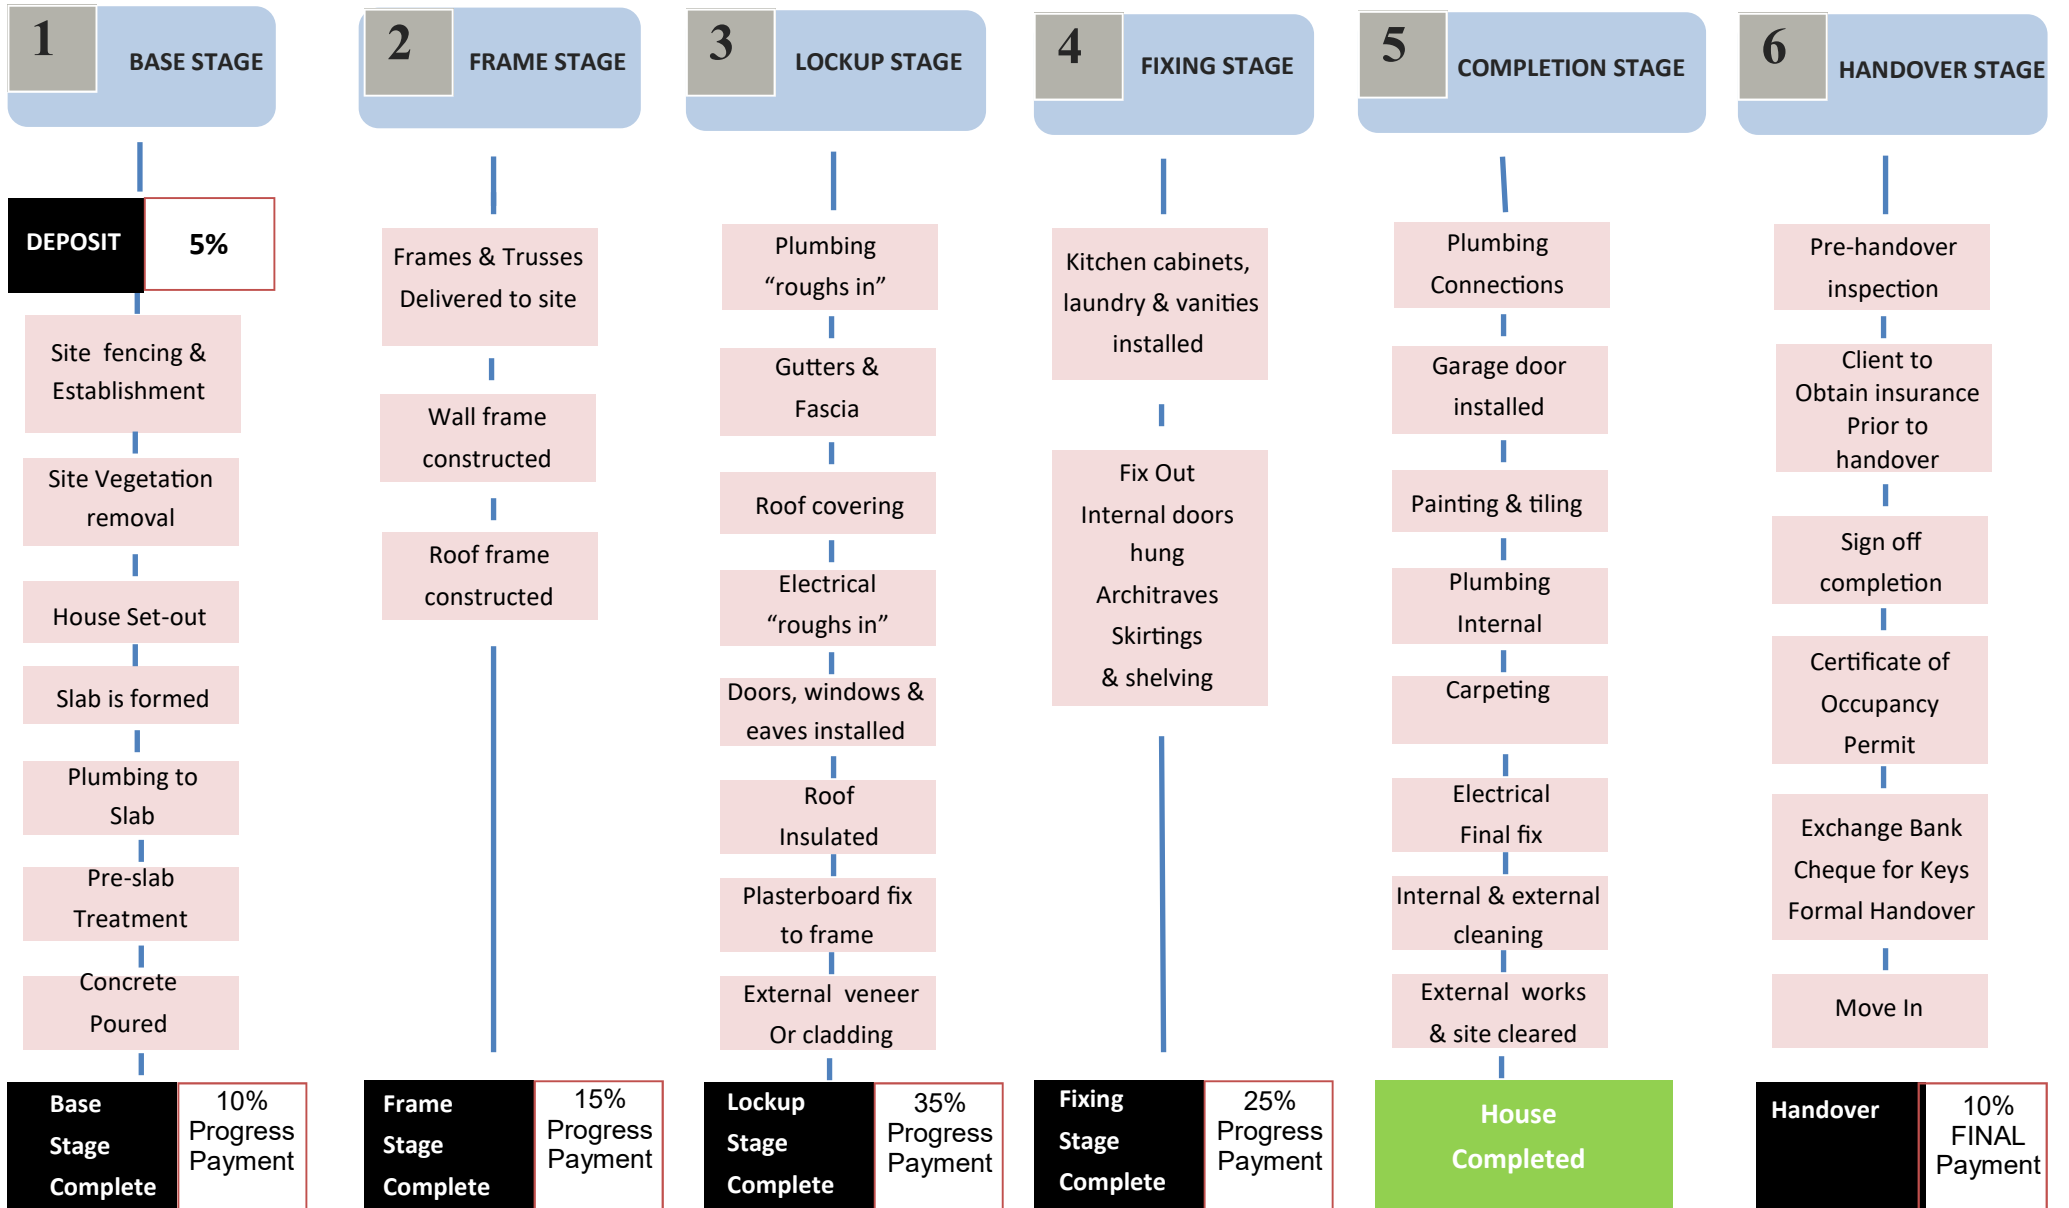 1
BASE STAGE
DEPOSIT
5%
Site fencing &
Establishment
Site Vegetation
removal
House Set-out
Slab is formed
Plumbing to
Slab
Pre-slab
Treatment
Concrete
Poured
Base
Stage
Complete
10%
Progress
Payment
2
FRAME STAGE
Frames & Trusses
Delivered to site
Wall frame
constructed
Roof frame
constructed
Frame
Stage
Complete
15%
Progress
Payment
3
LOCKUP STAGE
Plumbing
“roughs in”
Gutters &
Fascia
Roof covering
Electrical
“roughs in”
Doors, windows &
eaves installed
Roof
Insulated
Plasterboard fix
to frame
External veneer
Or cladding
Lockup
Stage
Complete
35%
Progress
Payment
4
FIXING STAGE
Kitchen cabinets,
laundry & vanities
installed
Fix Out
Internal doors
hung
Architraves
Skirtings
& shelving
Fixing
Stage
Complete
25%
Progress
Payment
5
COMPLETION STAGE
Plumbing
Connections
Garage door
installed
Painting & tiling
Plumbing
Internal
Carpeting
Electrical
Final fix
Internal & external
cleaning
External works
& site cleared
House
Completed
6
HANDOVER STAGE
Pre-handover
inspection
Client to
Obtain insurance
Prior to
handover
Sign off
completion
Certificate of
Occupancy
Permit
Exchange Bank
Cheque for Keys
Formal Handover
Move In
Handover
10%
FINAL
Payment